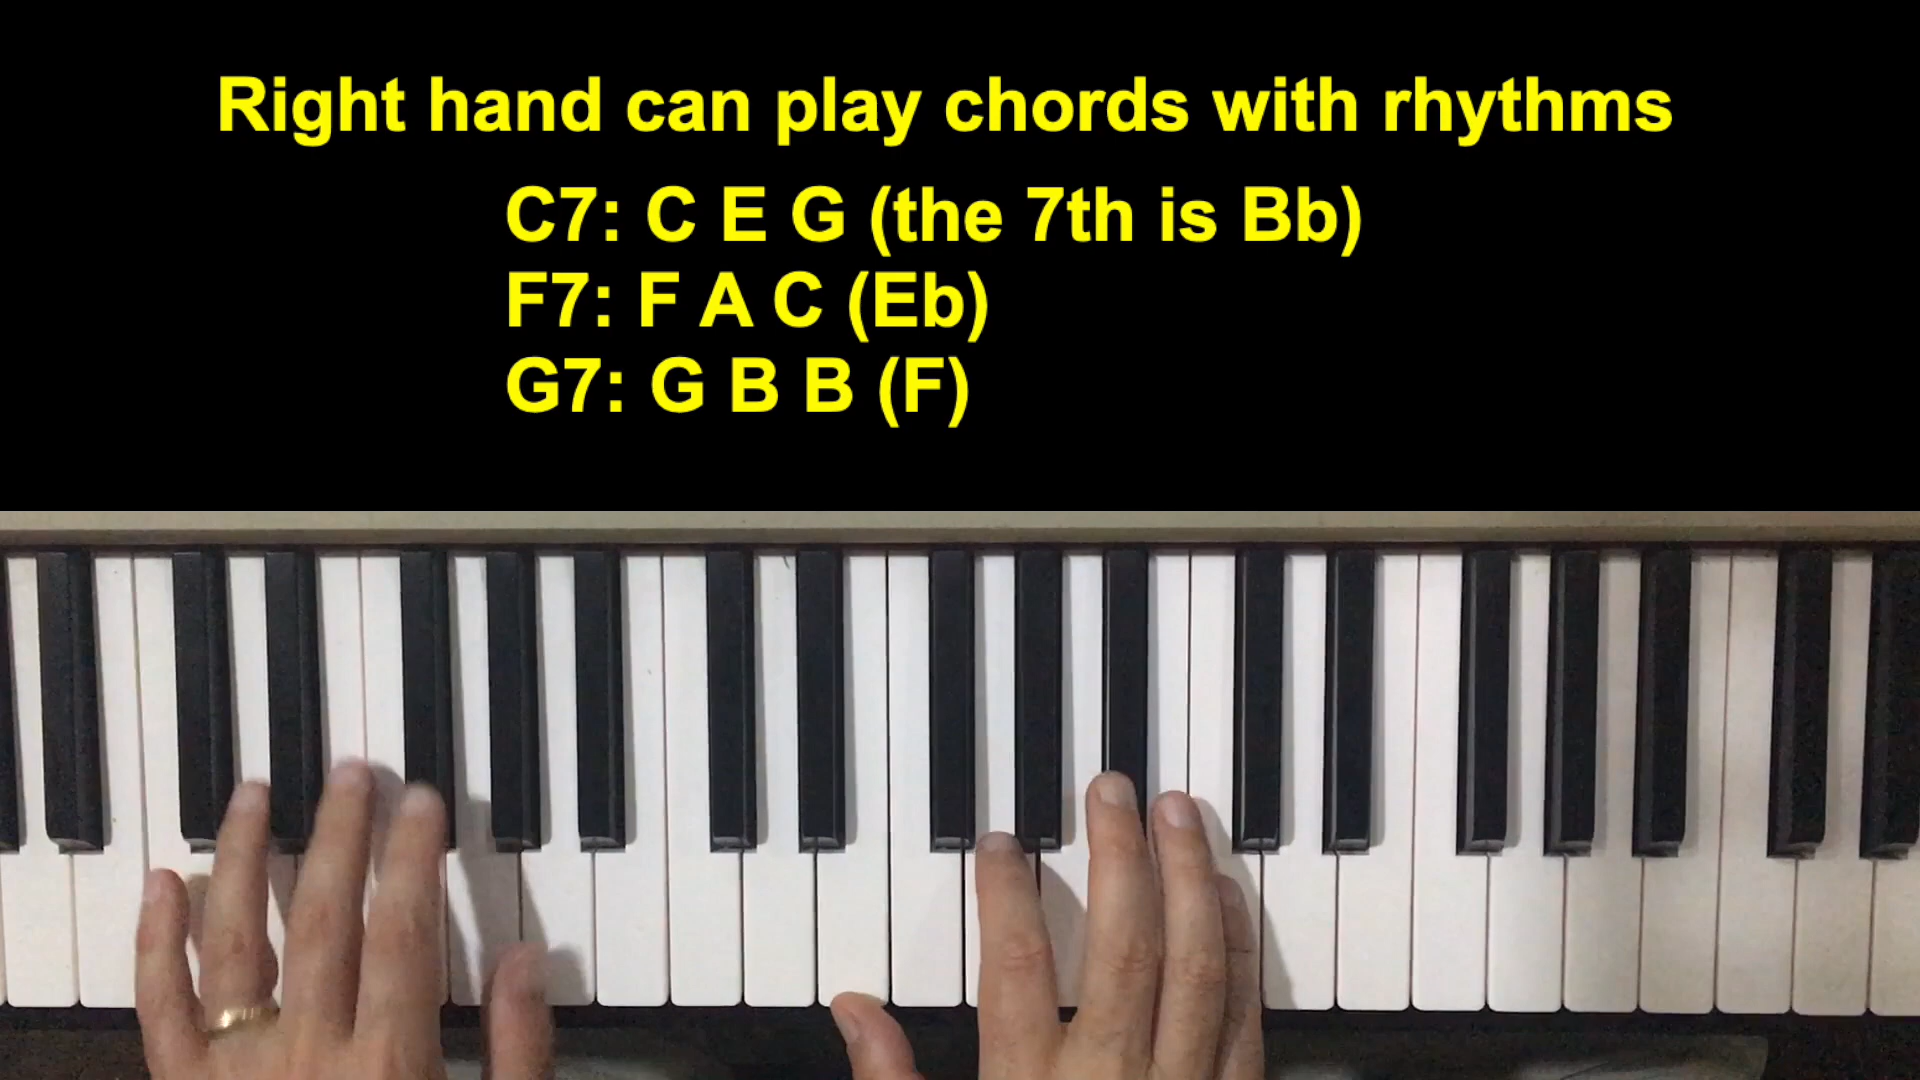 Right hand can play chords with rhythms
C7: C E G (the 7th is Bb)
F7: F A C (Eb)
G7: G B B (F)